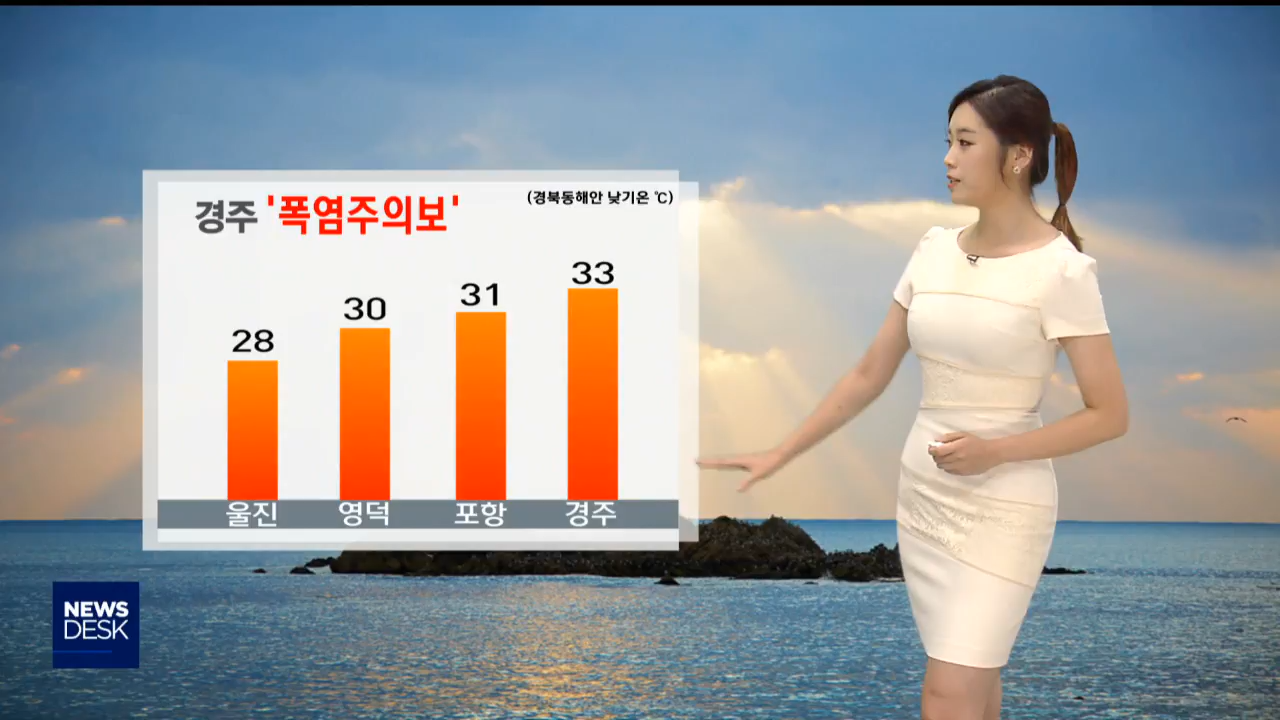 경주 '폭염주의보'
(경북동해안 낮기온 ℃)
28 30 31 33
울진 영덕 포항 경주
NEWS
DESK